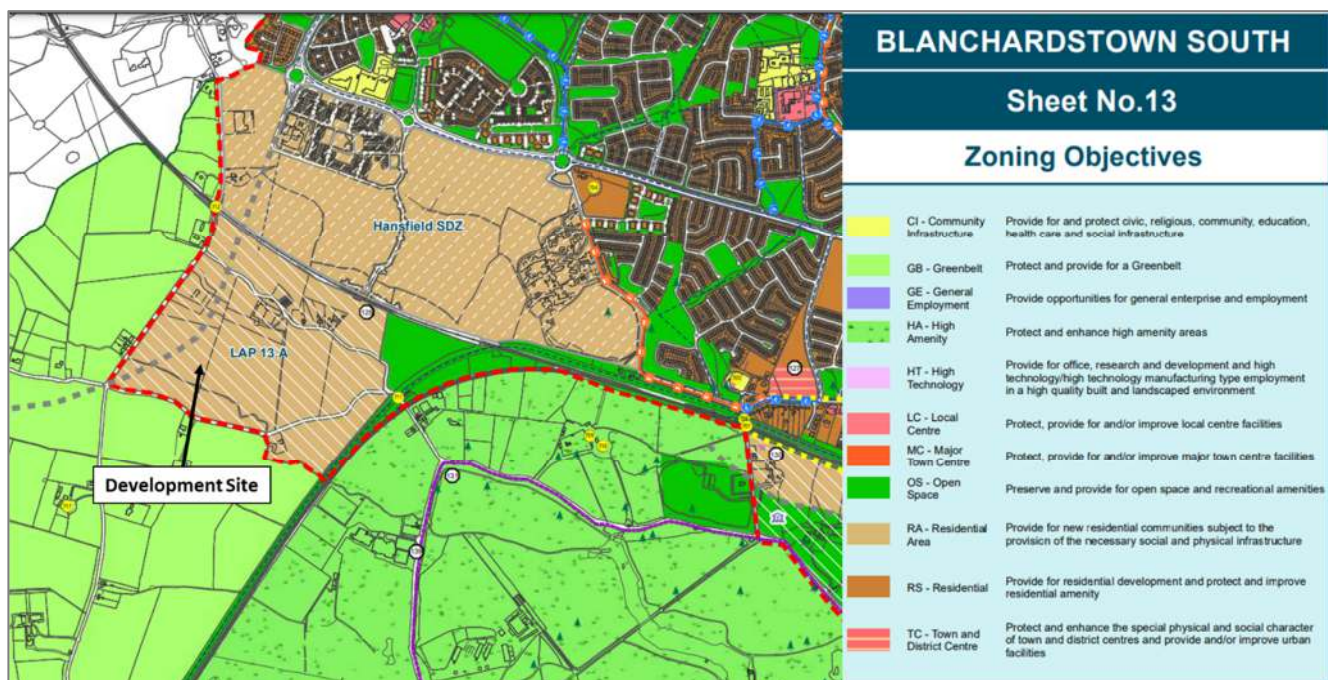 BLANCHARDSTOWN SOUTH
Sheet No.13
Zoning Objectives
CI - Community
Infrastructure
Provide for and protect civic, religious, community, education,
health care and social infrastructure
GB - Greenbelt
Protect and provide for a Greenbelt
GE - General
Employment
Provide opportunities for general enterprise and employment
HA - High
Amenity
Protect and enhance high amenity areas
HT - High
Technology
Provide for office, research and development and high
technology/high technology manufacturing type employment
in a high quality built and landscaped environment
LC - Local
Centre
Protect, provide for and/or improve local centre facilities
MC - Major
Town Centre
Protect, provide for and/or improve major town centre facilities
OS - Open
Space
Preserve and provide for open space and recreational amenities
RA - Residential
Area
Provide for new residential communities subject to the
provision of the necessary social and physical infrastructure
RS - Residential
Provide for residential development and protect and improve
residential amenity
TC - Town and
District Centre
Protect and enhance the special physical and social character
of town and district centres and provide and/or improve urban
facilities
Hansfield SDZ
LAP 13.A
Development Site